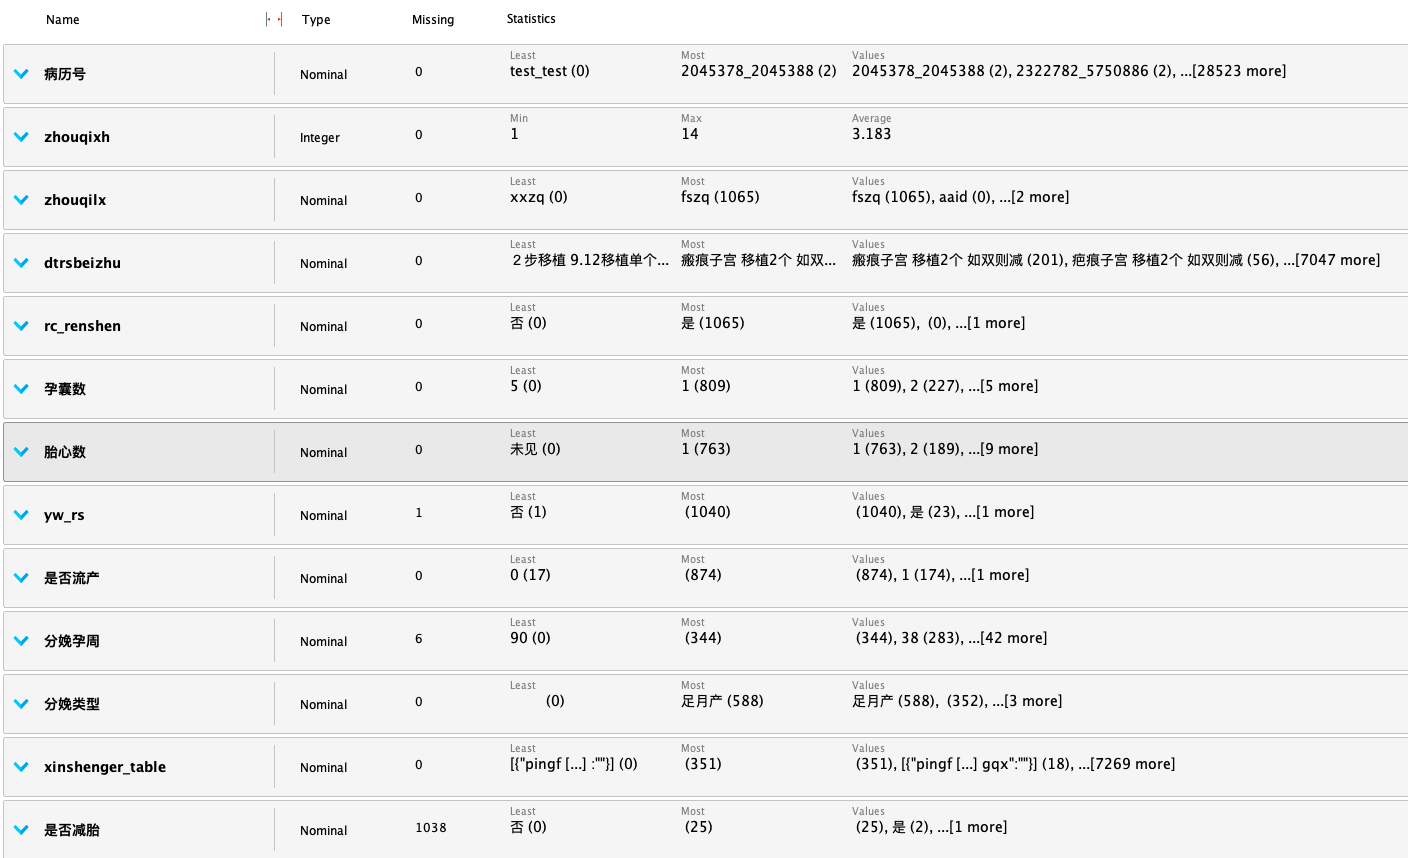 Name Type Missing Statistics
病历号 Nominal 0 Least test_test (0) Most 2045378_2045388 (2) Values 2045378_2045388 (2), 2322782_5750886 (2), ...[28523 more]
zhouqixh Integer 0 Min 1 Max 14 Average 3.183
zhouqilx Nominal 0 Least xxzq (0) Most fszq (1065) Values fszq (1065), aaid (0), ...[2 more]
dtrsbeizhu Nominal 0 Least ２步移植 9.12移植单个... Most 瘢痕子宫 移植2个 如双... Values 瘢痕子宫 移植2个 如双则减 (201), 疤痕子宫 移植2个 如双则减 (56), ...[7047 more]
rc_renshen Nominal 0 Least 否 (0) Most 是 (1065) Values 是 (1065), (0), ...[1 more]
孕囊数 Nominal 0 Least 5 (0) Most 1 (809) Values 1 (809), 2 (227), ...[5 more]
胎心数 Nominal 0 Least 未见 (0) Most 1 (763) Values 1 (763), 2 (189), ...[9 more]
yw_rs Nominal 1 Least 否 (1) Most (1040) Values (1040), 是 (23), ...[1 more]
是否流产 Nominal 0 Least 0 (17) Most (874) Values (874), 1 (174), ...[1 more]
分娩孕周 Nominal 6 Least 90 (0) Most (344) Values (344), 38 (283), ...[42 more]
分娩类型 Nominal 0 Least (0) Most 足月产 (588) Values 足月产 (588), (352), ...[3 more]
xinshenger_table Nominal 0 Least [{"pingf [...] :""}] (0) Most (351) Values (351), [{"pingf [...] gqx":""}] (18), ...[7269 more]
是否减胎 Nominal 1038 Least 否 (0) Most (25) Values (25), 是 (2), ...[1 more]